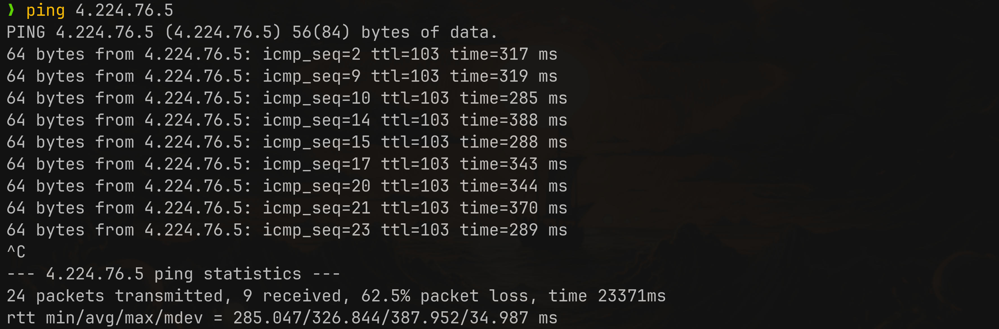 ❯ ping 4.224.76.5
PING 4.224.76.5 (4.224.76.5) 56(84) bytes of data.
64 bytes from 4.224.76.5: icmp_seq=2 ttl=103 time=317 ms
64 bytes from 4.224.76.5: icmp_seq=9 ttl=103 time=319 ms
64 bytes from 4.224.76.5: icmp_seq=10 ttl=103 time=285 ms
64 bytes from 4.224.76.5: icmp_seq=14 ttl=103 time=388 ms
64 bytes from 4.224.76.5: icmp_seq=15 ttl=103 time=288 ms
64 bytes from 4.224.76.5: icmp_seq=17 ttl=103 time=343 ms
64 bytes from 4.224.76.5: icmp_seq=20 ttl=103 time=344 ms
64 bytes from 4.224.76.5: icmp_seq=21 ttl=103 time=370 ms
64 bytes from 4.224.76.5: icmp_seq=23 ttl=103 time=289 ms
^C
--- 4.224.76.5 ping statistics ---
24 packets transmitted, 9 received, 62.5% packet loss, time 23371ms
rtt min/avg/max/mdev = 285.047/326.844/387.952/34.987 ms